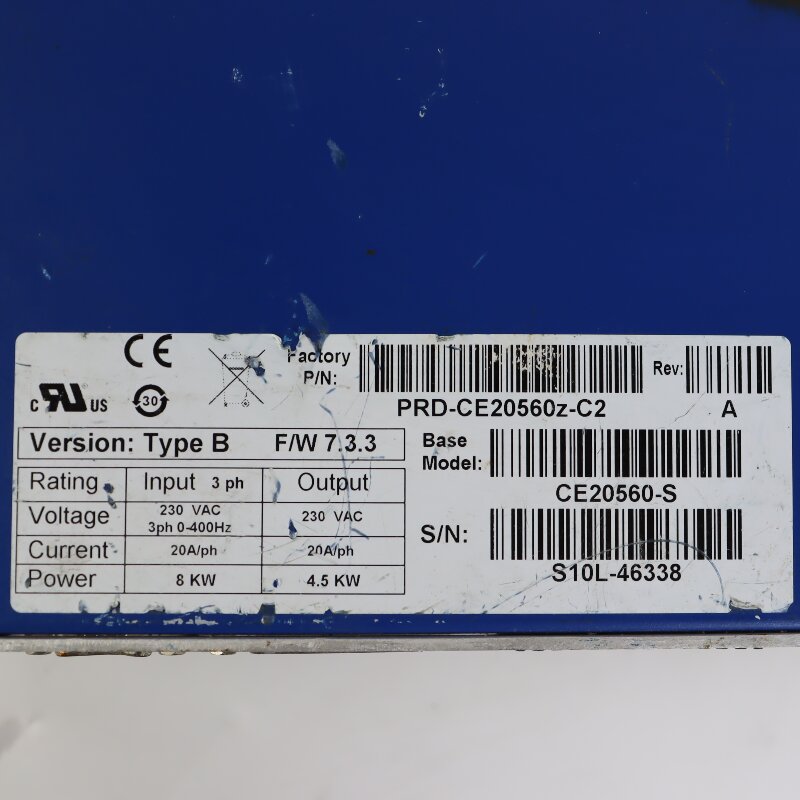 CE
c RU US
30
Factory P/N:
PRD-CE20560z-C2
Rev:
A
Version: Type B F/W 7.3.3
Base Model:
CE20560-S
S/N:
S10L-46338
Rating Input 3 ph Output
Voltage 230 VAC 3ph 0-400Hz 230 VAC
Current 20A/ph 20A/ph
Power 8 KW 4.5 KW